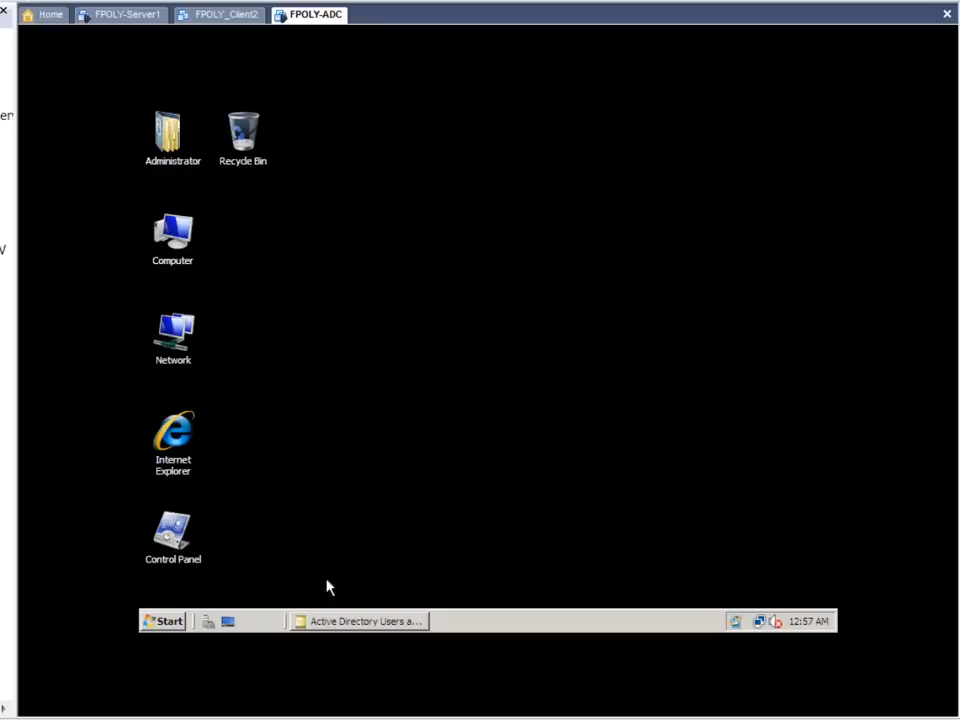 Home
FPOLY-Server1
FPOLY_Client2
FPOLY-ADC
er
V
Administrator
Recycle Bin
Computer
Network
Internet
Explorer
Control Panel
Start
Active Directory Users a...
12:57 AM